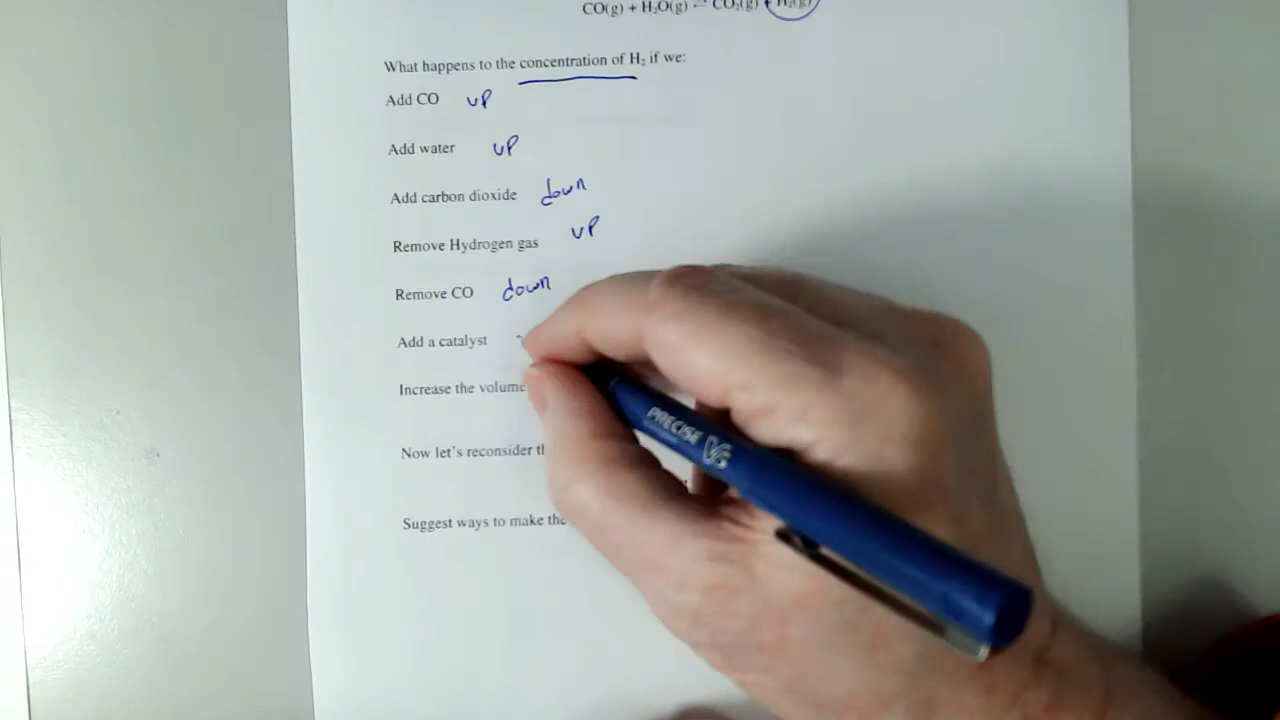 CO(g) + H₂O(g) ⇌ CO₂(g) + H₂(g)
What happens to the concentration of H₂ if we:
Add CO up
Add water up
Add carbon dioxide down
Remove Hydrogen gas up
Remove CO down
Add a catalyst
Increase the volume
Now let's reconsider
Suggest ways to make the
PRECISE V5